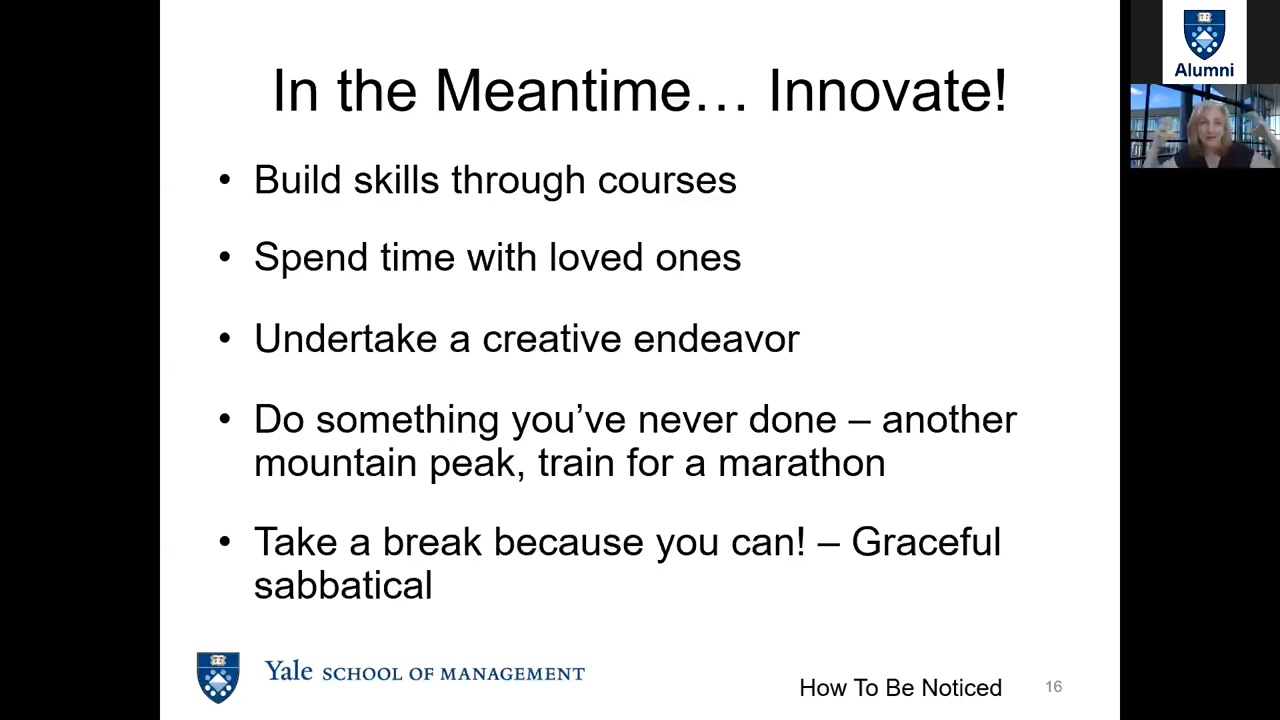 In the Meantime… Innovate!
• Build skills through courses
• Spend time with loved ones
• Undertake a creative endeavor
• Do something you’ve never done – another
mountain peak, train for a marathon
• Take a break because you can! – Graceful
sabbatical
Yale SCHOOL OF MANAGEMENT
How To Be Noticed
16
Alumni